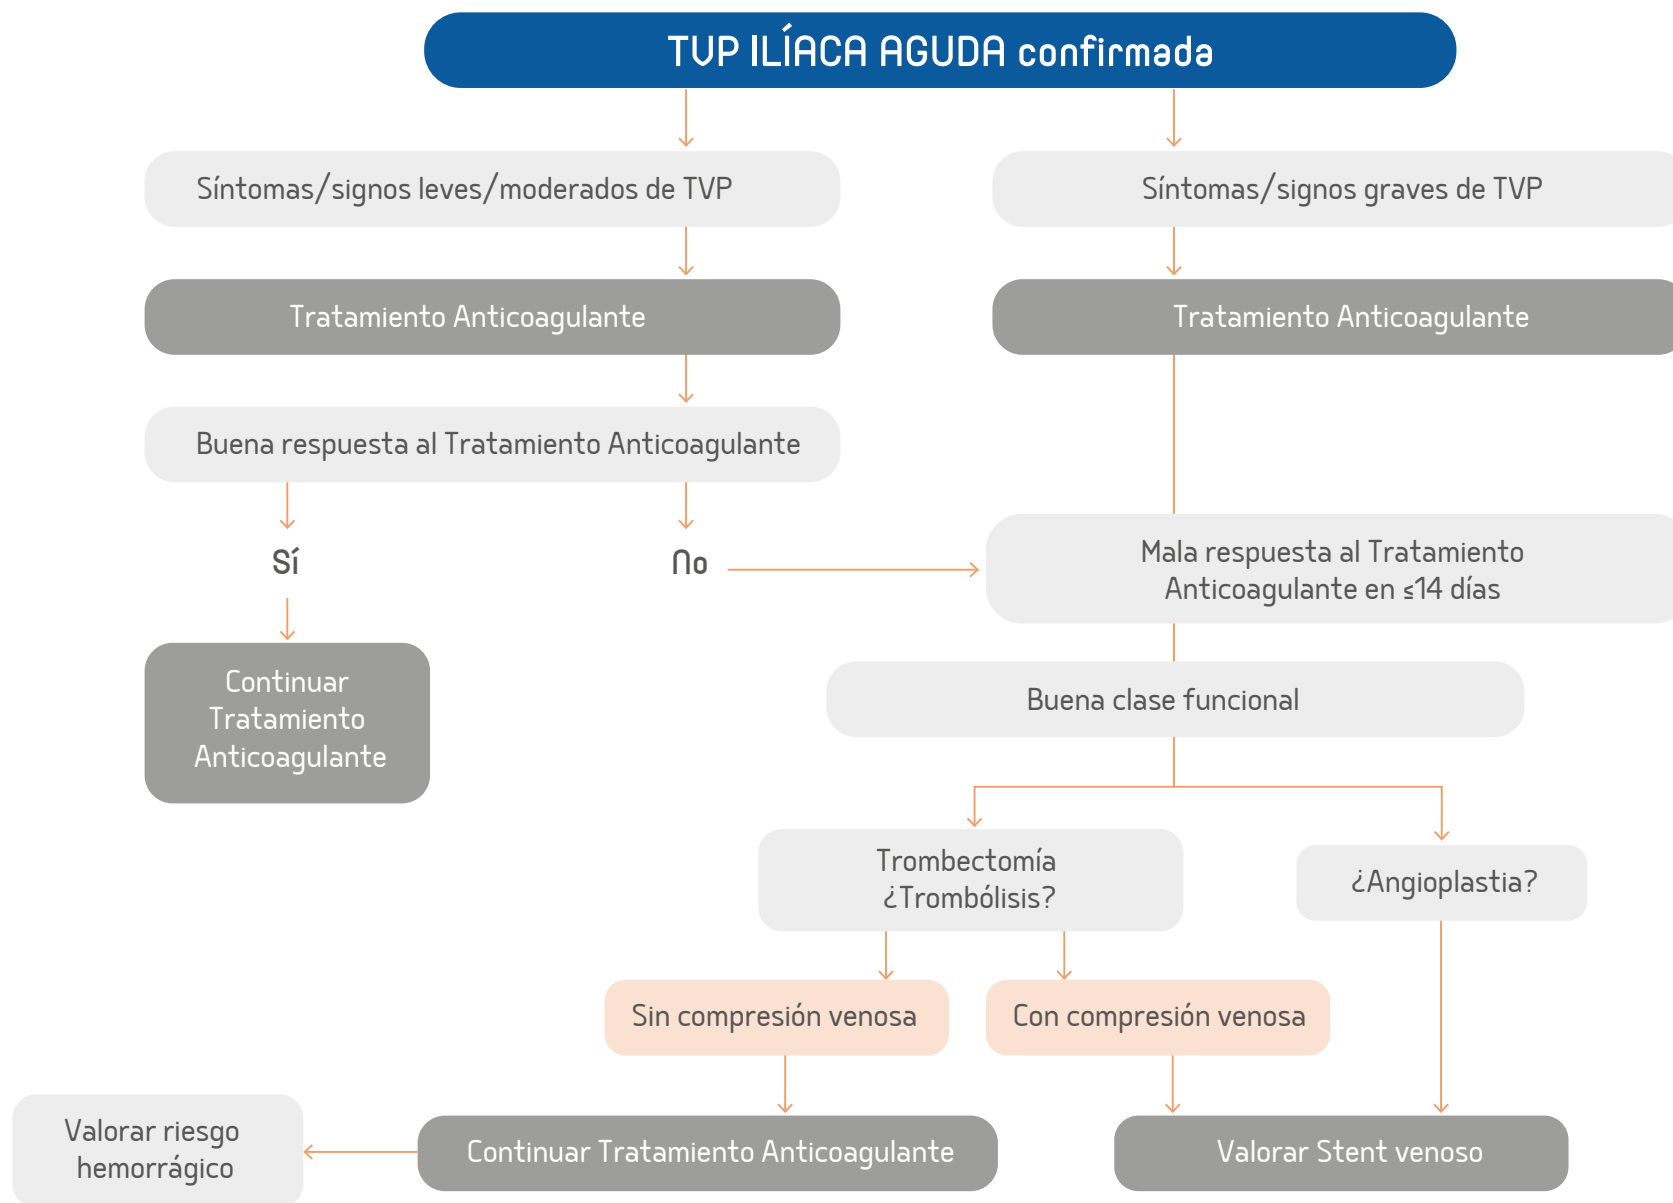 TVP ILÍACA AGUDA confirmada
Síntomas/signos leves/moderados de TVP
Síntomas/signos graves de TVP
Tratamiento Anticoagulante
Tratamiento Anticoagulante
Buena respuesta al Tratamiento Anticoagulante
Sí
No
Mala respuesta al Tratamiento
Anticoagulante en ≤14 días
Continuar
Tratamiento
Anticoagulante
Buena clase funcional
Trombectomía
¿Trombólisis?
¿Angioplastia?
Sin compresión venosa
Con compresión venosa
Valorar riesgo
hemorrágico
Continuar Tratamiento Anticoagulante
Valorar Stent venoso